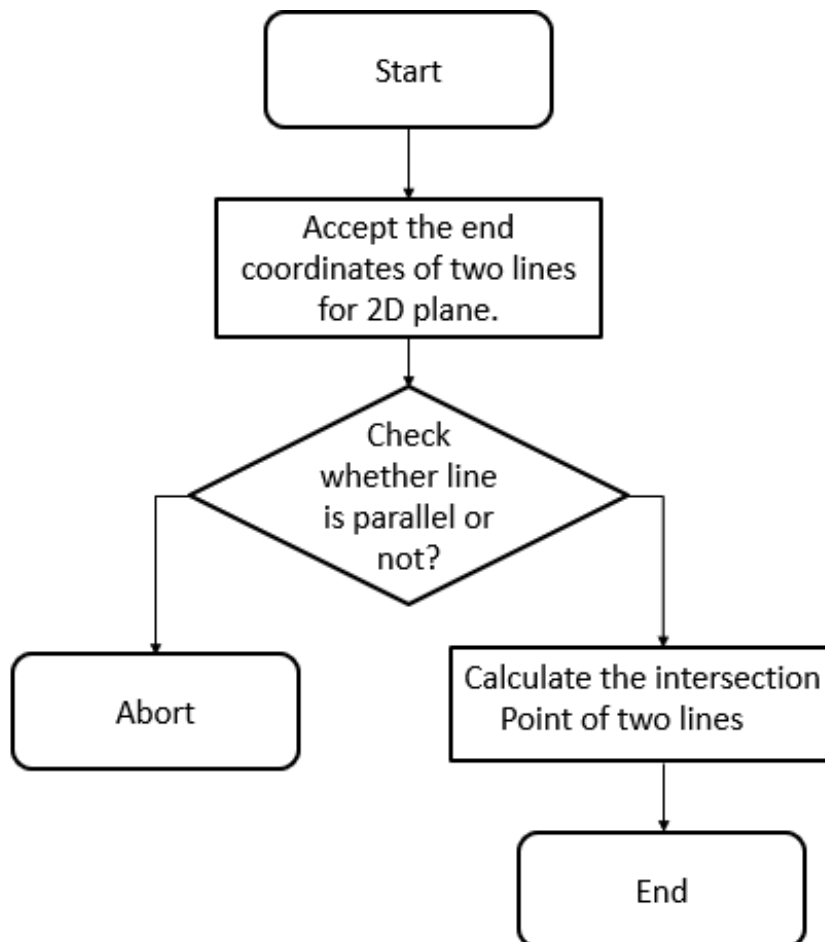 Start
Accept the end
coordinates of two lines
for 2D plane.
Check
whether line
is parallel or
not?
Abort
Calculate the intersection
Point of two lines
End